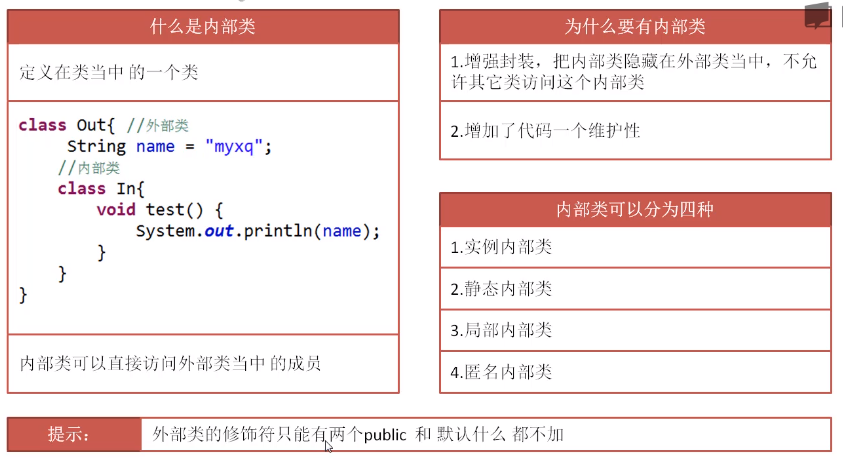 什么是内部类
定义在类当中 的一个类
class Out{ //外部类
String name = "myxq";
//内部类
class In{
void test() {
System.out.println(name);
}
}
}
内部类可以直接访问外部类当中 的成员
为什么要有内部类
1.增强封装，把内部类隐藏在外部类当中，不允
许其它类访问这个内部类
2.增加了代码一个维护性
内部类可以分为四种
1.实例内部类
2.静态内部类
3.局部内部类
4.匿名内部类
提示： 外部类的修饰符只能有两个public 和 默认什么 都不加